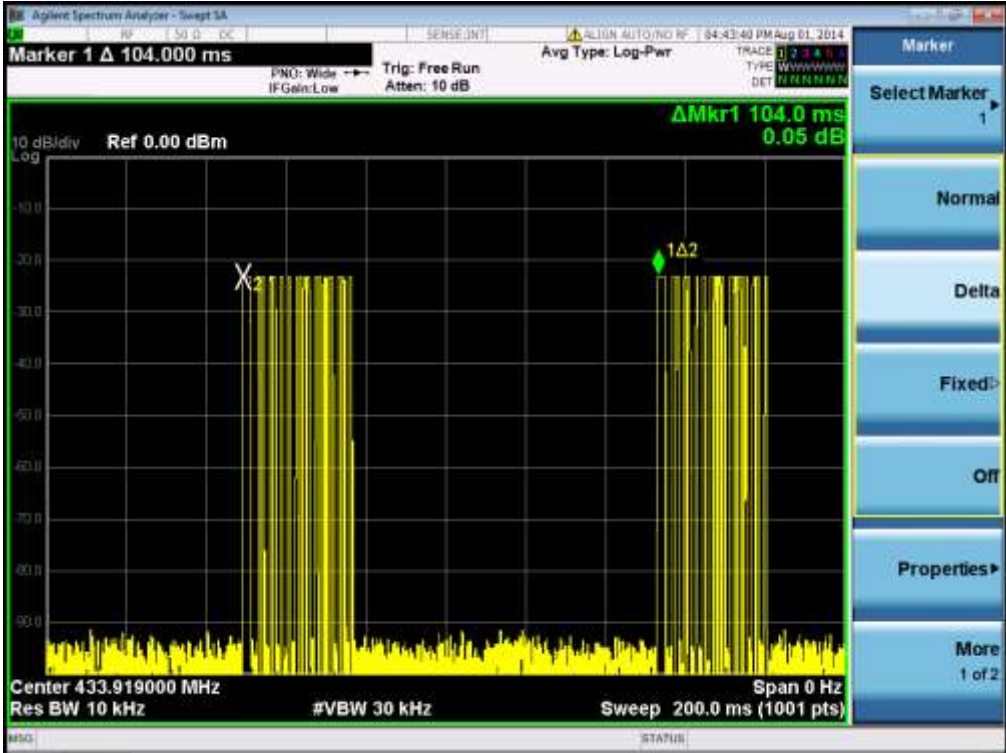 Agilent Spectrum Analyzer - Swept SA
RF 50 Ω DC SENSE:INT ALIGN AUTO/NO RF 04:43:40 PM Aug 01, 2014
Marker 1 Δ 104.000 ms
PNO: Wide
IFGain:Low
Trig: Free Run
Atten: 10 dB
Avg Type: Log-Pwr
TRACE 1 2 3 4 5 6
TYPE WWWWWW
DET N N N N N N
ΔMkr1 104.0 ms
0.05 dB
10 dB/div Ref 0.00 dBm
Log
-10.0
-20.0
-30.0
-40.0
-50.0
-60.0
-70.0
-80.0
-90.0
X2
1Δ2
Center 433.919000 MHz
Span 0 Hz
Res BW 10 kHz
#VBW 30 kHz
Sweep 200.0 ms (1001 pts)
MSG
STATUS
Marker
Select Marker
1
Normal
Delta
Fixed
Off
Properties
More
1 of 2